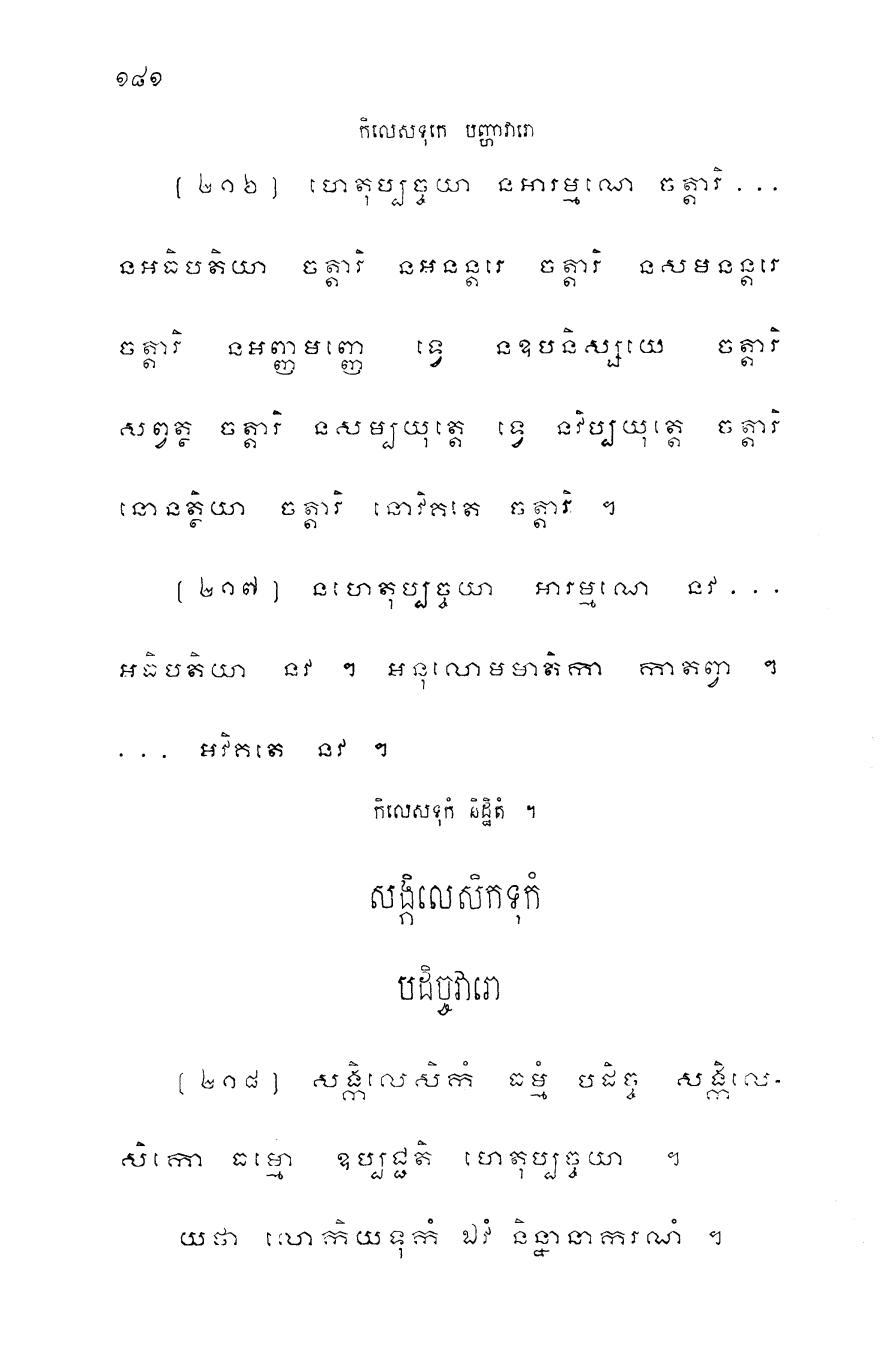 ១៨១
កិលេសទុកេ បញ្ហាវារោ
[ ២១៦ ] ហេតុប្បច្ចយា នអារម្មណេ ចត្តារិ . . .
នអធិបតិយា ចត្តារិ នអនន្តរេ ចត្តារិ នសមនន្តរេ
ចត្តារិ នអញ្ញាមញ្ញេ ទ្វេ នឧបនិស្សយេ ចត្តារិ
សព្វត្ថ ចត្តារិ នសម្បយុត្តេ ទ្វេ នវិប្បយុត្តេ ចត្តារិ
នោនត្ថិយា ចត្តារិ នោវិគតេ ចត្តារិ ។
[ ២១៧ ] នហេតុប្បច្ចយា អារម្មណេ នវ . . .
អធិបតិយា នវ ។ អនុលោមមាតិកា កាតព្វា ។
. . . អវិគតេ នវ ។
កិលេសទុកំ និដ្ឋិតំ ។
សង្កិលេសិកទុកំ
បដិច្ចវារោ
[ ២១៨ ] សង្កិលេសិកំ ធម្មំ បដិច្ច សង្កិលេ-
សិកោ ធម្មោ ឧប្បជ្ជតិ ហេតុប្បច្ចយា ។
យថា លោកិយទុកំ ឯវំ និន្នានាករណំ ។